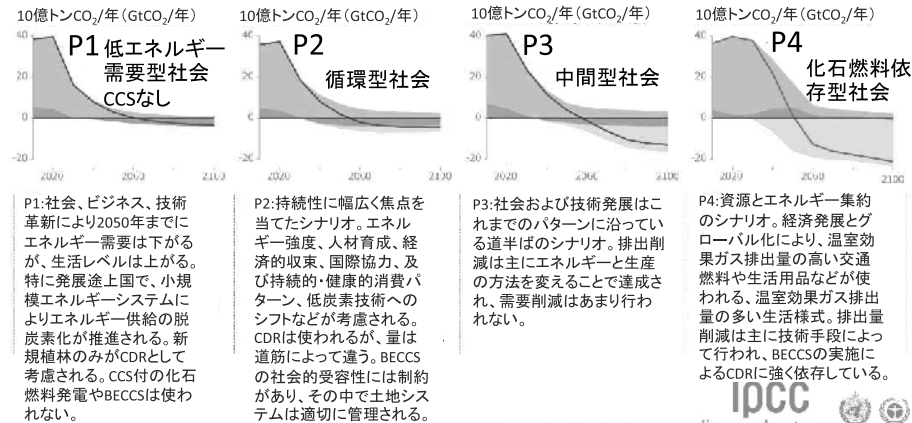 10億トンCO₂/年（GtCO₂/年）
40
20
0
-20
2020
2060
2100
P1 低エネルギー
需要型社会
CCSなし
P1:社会、ビジネス、技術
革新により2050年までに
エネルギー需要は下がる
が、生活レベルは上がる。
特に発展途上国で、小規
模エネルギーシステムに
よりエネルギー供給の脱
炭素化が推進される。新
規植林のみがCDRとして
考慮される。CCS付の化石
燃料発電やBECCSは使わ
れない。
10億トンCO₂/年（GtCO₂/年）
40
20
0
-20
2020
2060
2100
P2
循環型社会
P2:持続性に幅広く焦点を
当てたシナリオ。エネル
ギー強度、人材育成、経
済的収束、国際協力、及
び持続的・健康的消費パ
ターン、低炭素技術への
シフトなどが考慮される。
CDRは使われるが、量は
道筋によって違う。BECCS
の社会的受容性には制約
があり、その中で土地シス
テムは適切に管理される。
10億トンCO₂/年（GtCO₂/年）
40
20
0
-20
2020
2060
2100
P3
中間型社会
P3:社会および技術発展はこ
れまでのパターンに沿ってい
る道半ばのシナリオ。排出削
減は主にエネルギーと生産
の方法を変えることで達成さ
れ、需要削減はあまり行わ
れない。
10億トンCO₂/年（GtCO₂/年）
40
20
0
-20
2020
2060
2100
P4
化石燃料依
存型社会
P4:資源とエネルギー集約
のシナリオ。経済発展とグ
ローバル化により、温室効
果ガス排出量の高い交通
燃料や生活用品などが使
われる、温室効果ガス排出
量の多い生活様式。排出量
削減は主に技術手段によっ
て行われ、BECCSの実施に
よるCDRに強く依存している。
ipcc